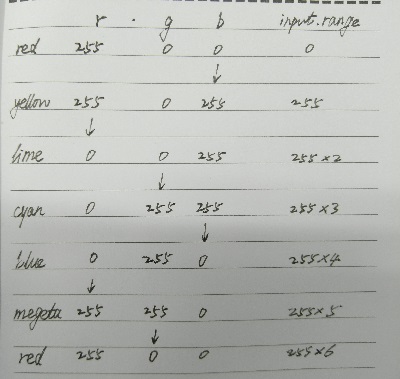 r . g b input.range
red 255 0 0 0
↓
yellow 255 0 255 255
↓
lime 0 0 255 255×2
↓
cyan 0 255 255 255×3
↓
blue 0 255 0 255×4
↓
megeta 255 255 0 255×5
↓
red 255 0 0 255×6